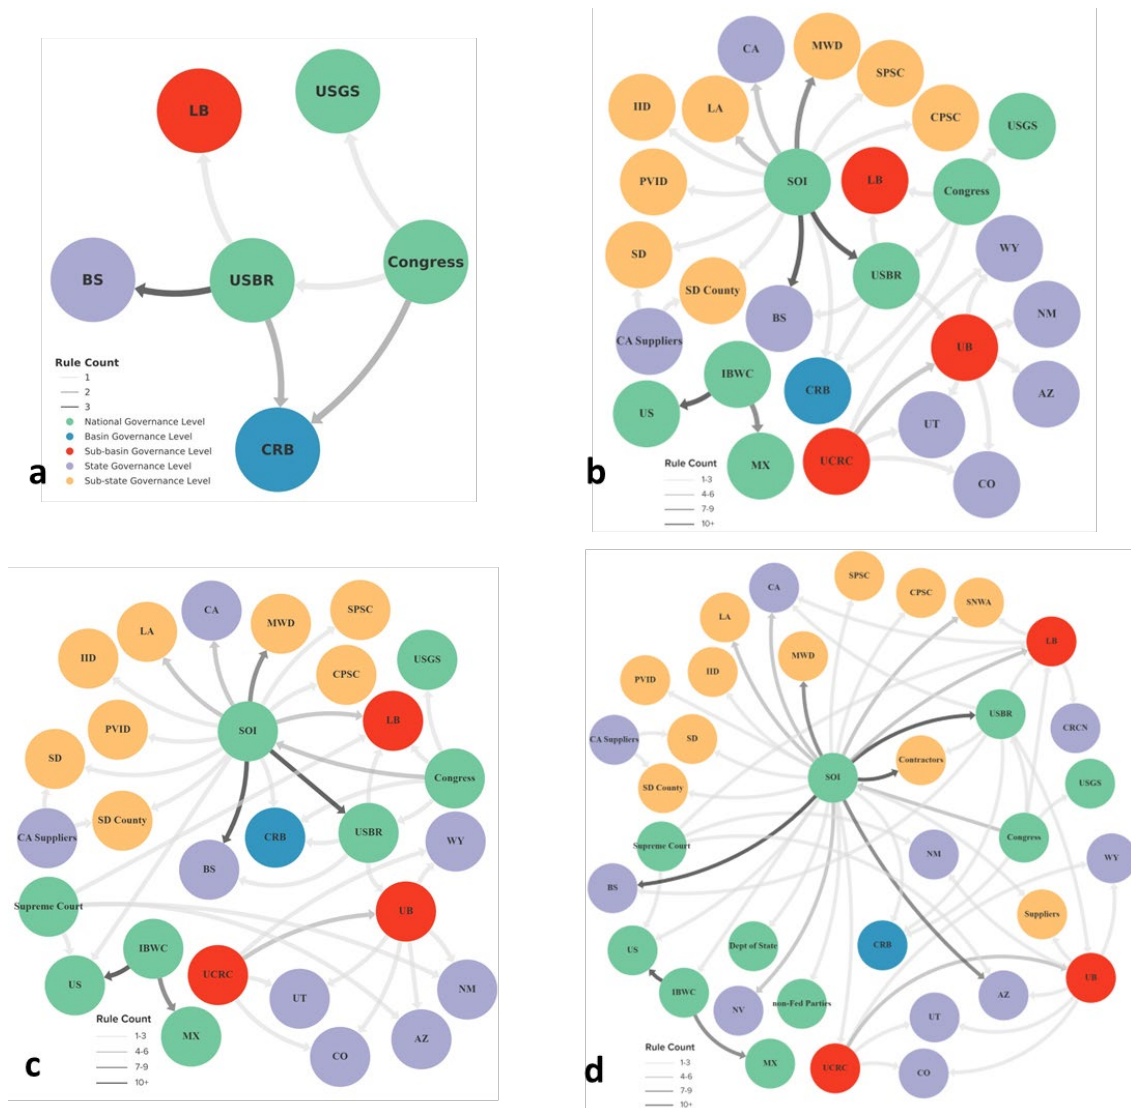 LB
USGS
BS
USBR
Congress
CRB
Rule Count
1
2
3
National Governance Level
Basin Governance Level
Sub-basin Governance Level
State Governance Level
Sub-state Governance Level
a
CA
MWD
SPSC
IID
LA
CPSC
USGS
PVID
SOI
LB
Congress
SD
WY
SD County
USBR
BS
NM
CA Suppliers
UB
IBWC
CRB
AZ
US
UT
MX
UCRC
CO
Rule Count
1-3
4-6
7-9
10+
b
CA
MWD
SPSC
LA
IID
CPSC
USGS
PVID
SOI
LB
SD
Congress
SD County
CA Suppliers
CRB
USBR
WY
BS
Supreme Court
UB
IBWC
US
UCRC
UT
NM
MX
AZ
CO
Rule Count
1-3
4-6
7-9
10+
c
SPSC
CA
CPSC
SNWA
LA
LB
MWD
IID
PVID
USBR
CRCN
CA Suppliers
SD
Contractors
SOI
USGS
SD County
Supreme Court
Congress
NM
WY
BS
Suppliers
US
Dept of State
CRB
UB
IBWC
AZ
NV
non-Fed Parties
UT
MX
UCRC
CO
Rule Count
1-3
4-6
7-9
10+
d